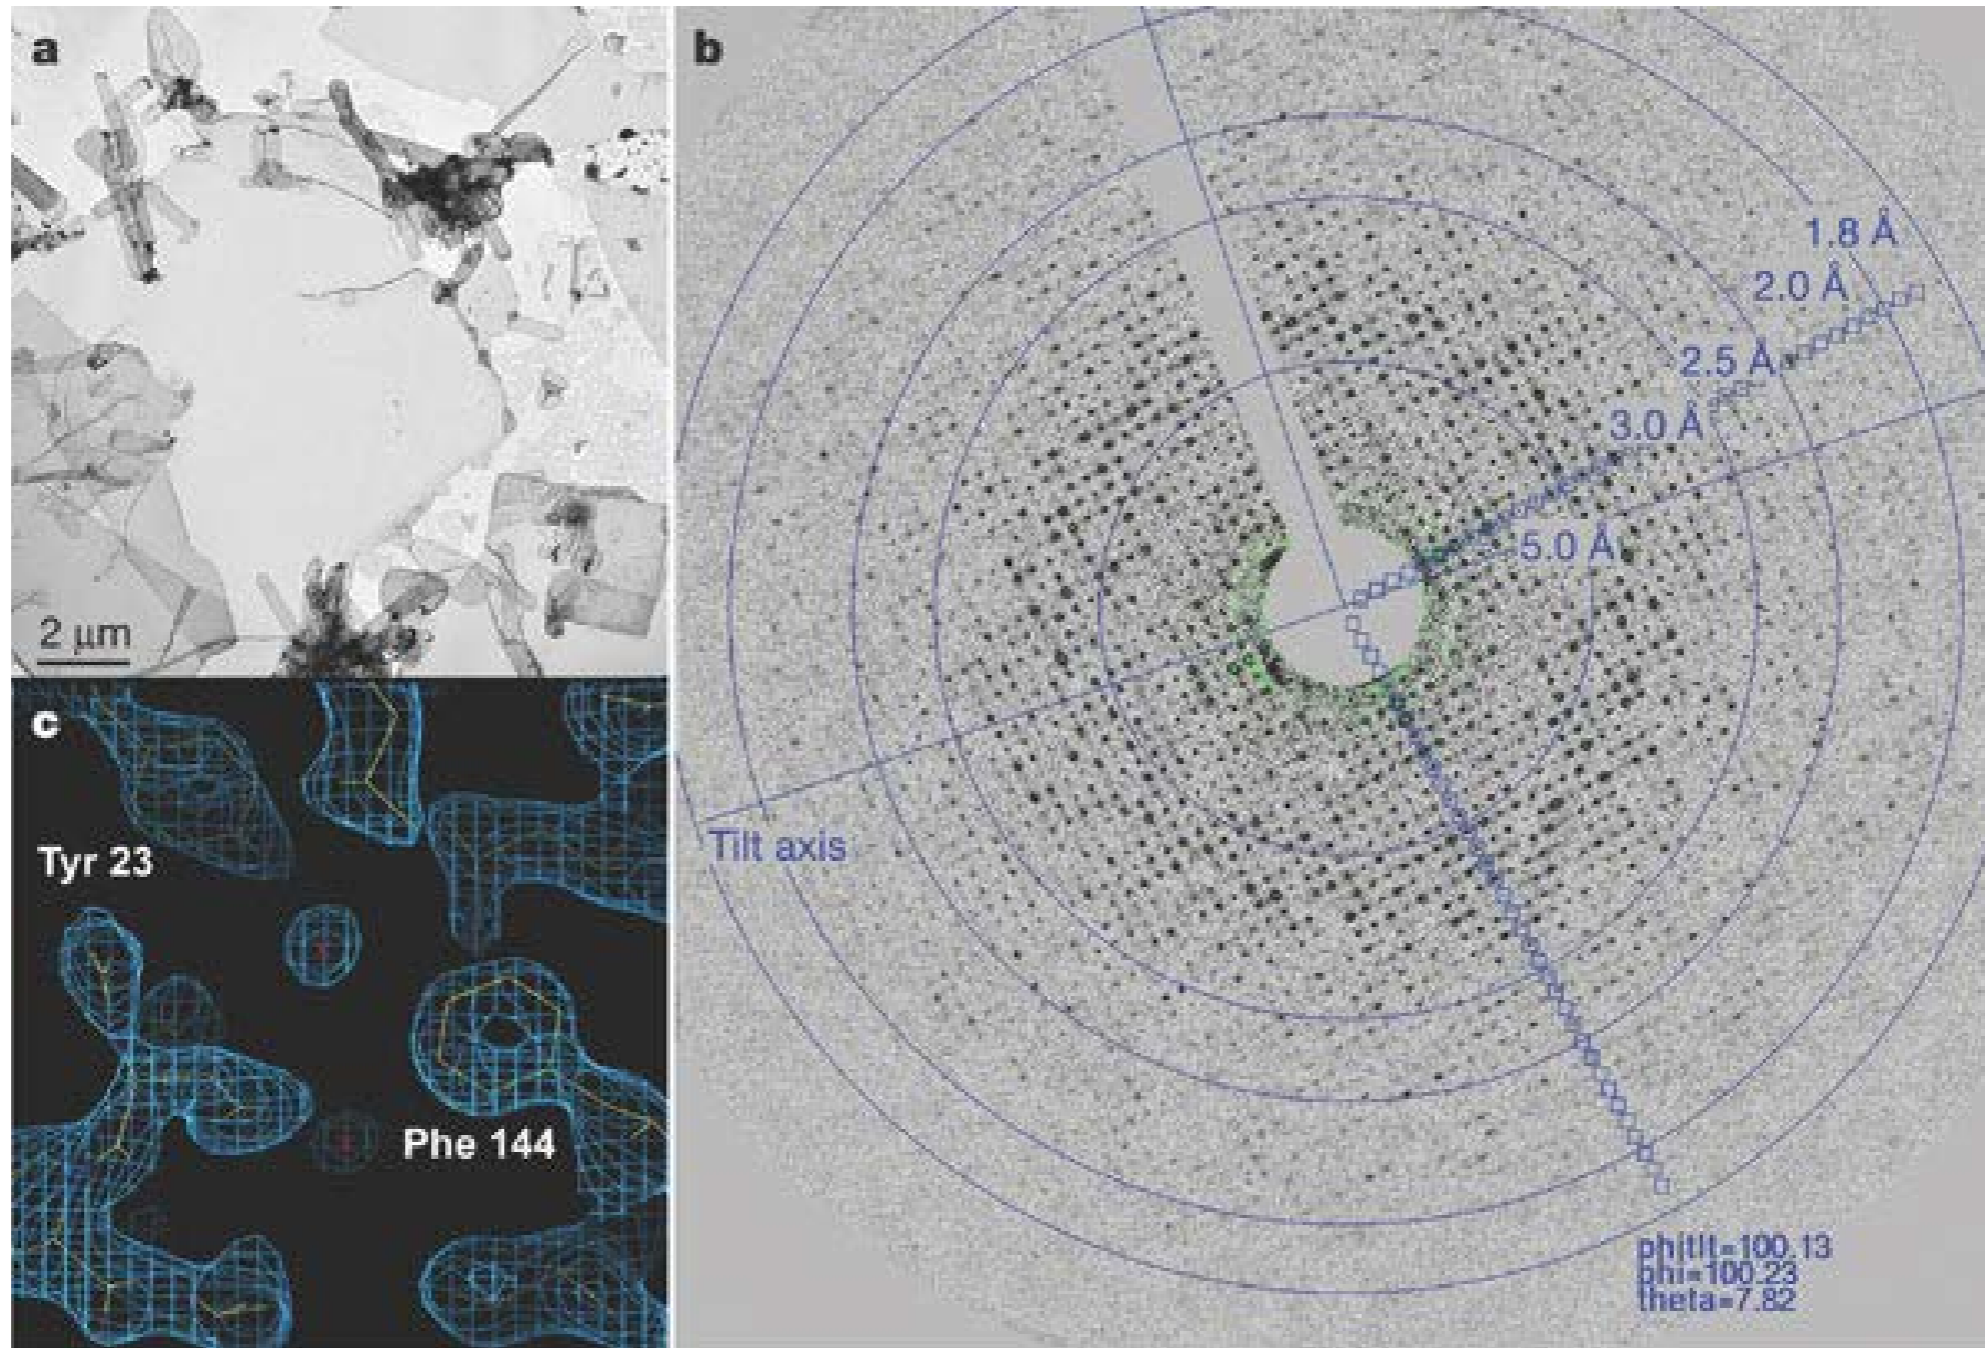 a
2 μm
b
1.8 Å
2.0 Å
2.5 Å
3.0 Å
5.0 Å
Tilt axis
phitlt=100.13
phi=100.23
theta=7.82
c
Tyr 23
Phe 144